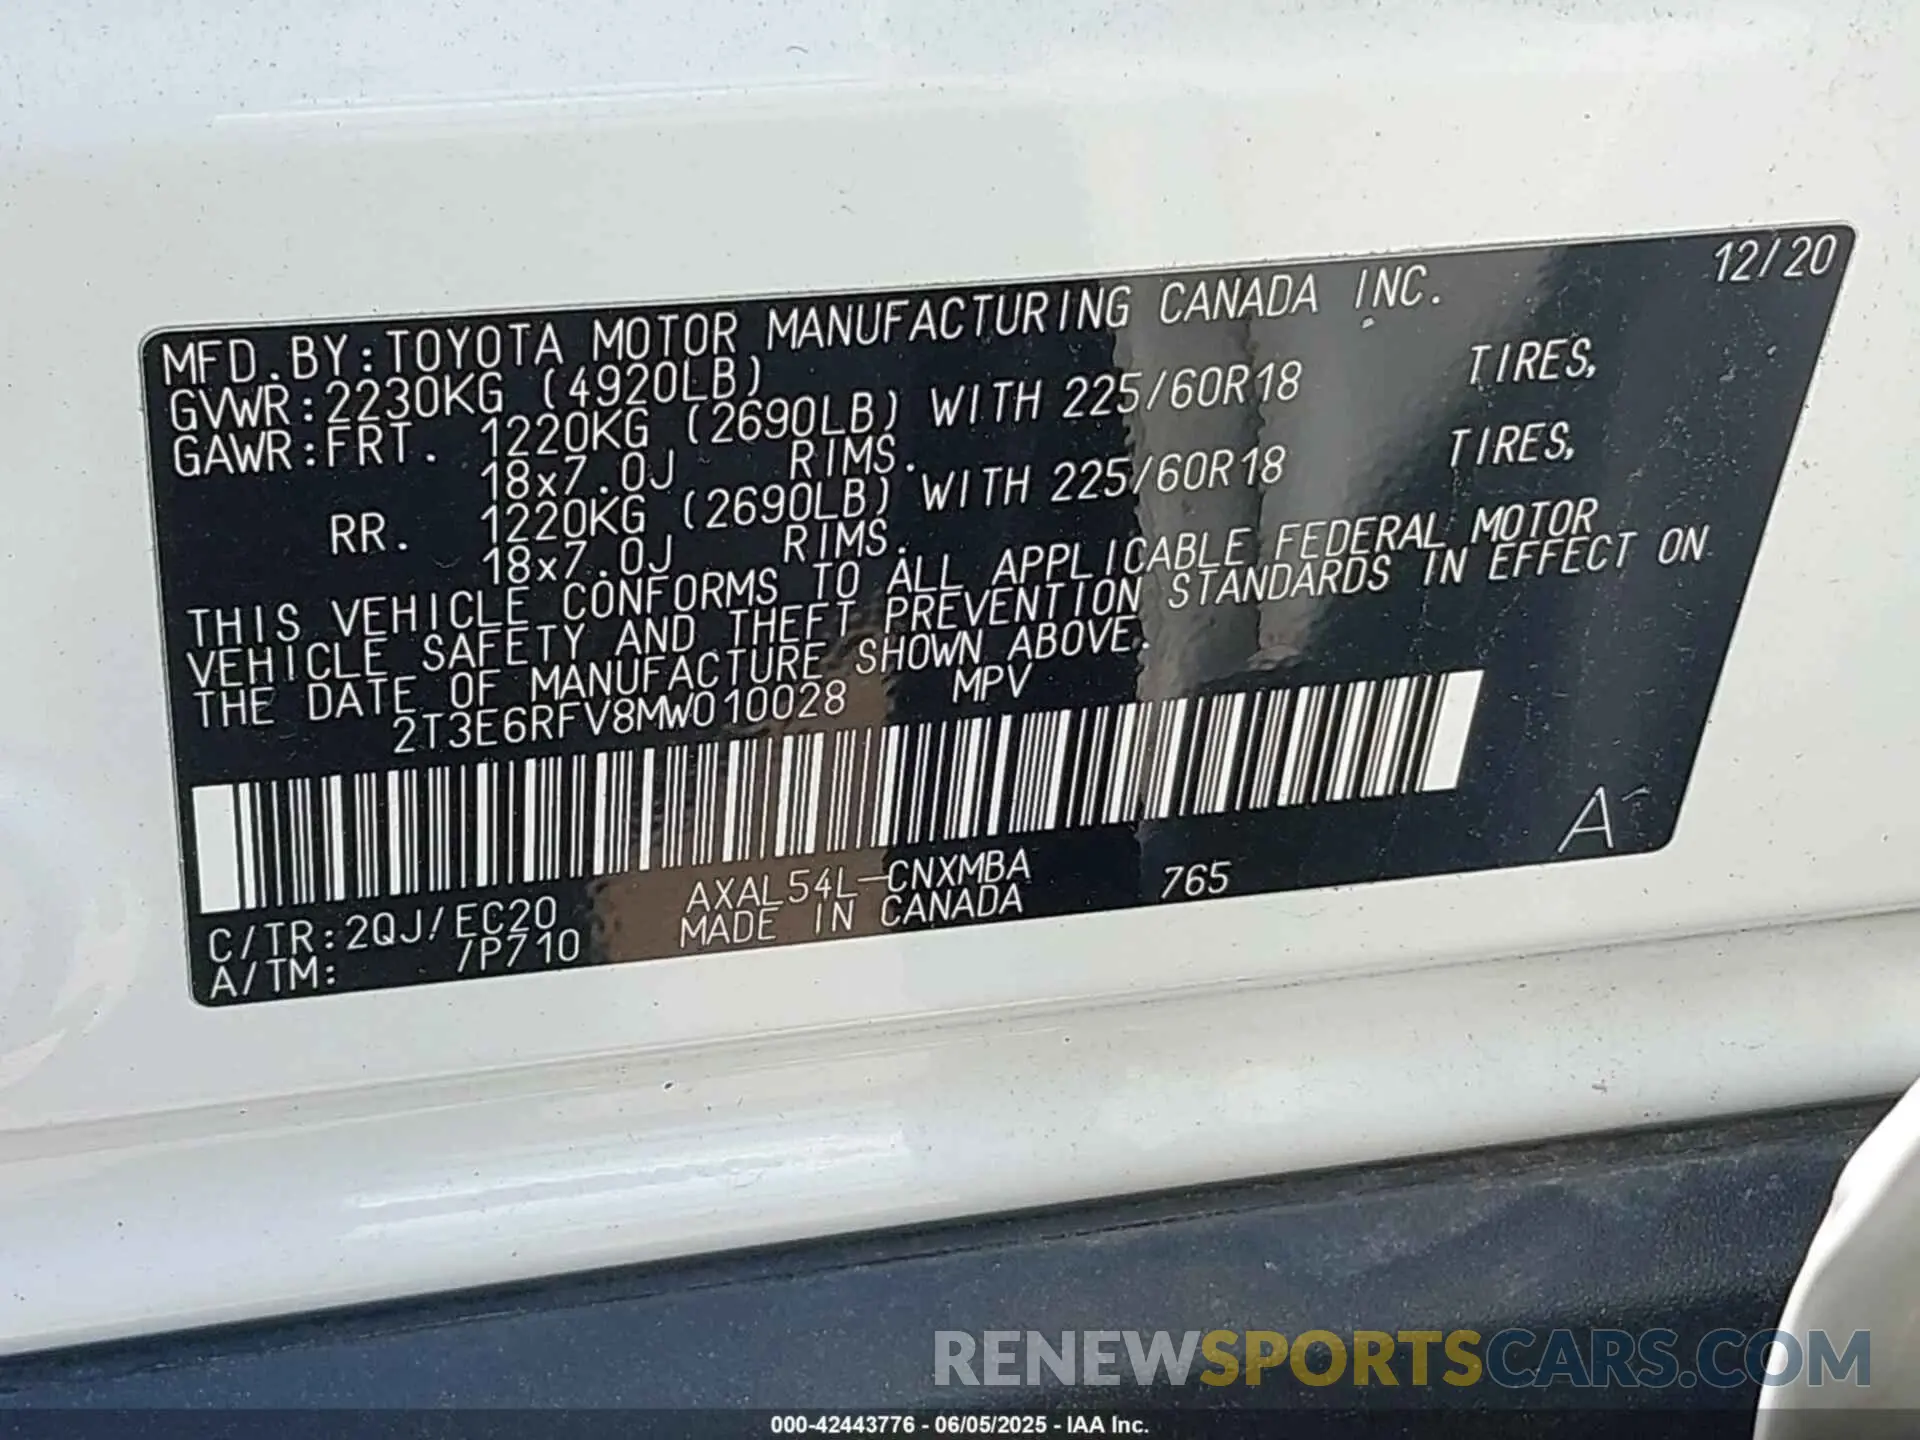 12/20
MFD.BY:TOYOTA MOTOR MANUFACTURING CANADA INC.
GVWR:2230KG (4920LB)
GAWR:FRT. 1220KG (2690LB) WITH 225/60R18 TIRES,
18x7.0J RIMS.
RR. 1220KG (2690LB) WITH 225/60R18 TIRES,
18x7.0J RIMS.
THIS VEHICLE CONFORMS TO ALL APPLICABLE FEDERAL MOTOR
VEHICLE SAFETY AND THEFT PREVENTION STANDARDS IN EFFECT ON
THE DATE OF MANUFACTURE SHOWN ABOVE.
2T3E6RFV8MW010028 MPV
C/TR:2QJ/EC20 AXAL54L-CNXMBA 765
A/TM: /P710 MADE IN CANADA
A
RENEWSPORTSCARS.COM
000-42443776 - 06/05/2025 - IAA Inc.